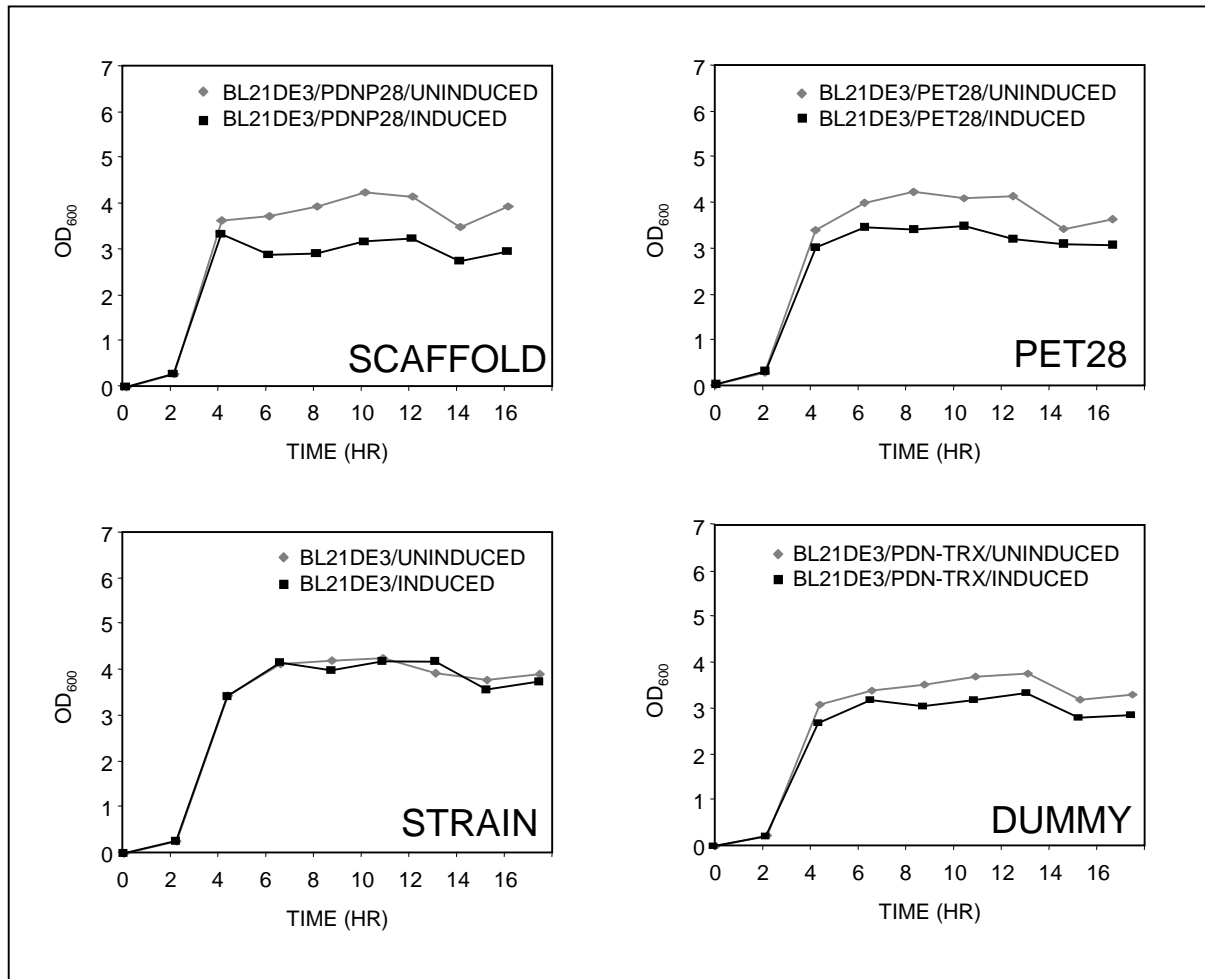 7
6
5
4
3
2
1
0
OD600
BL21DE3/PDNP28/UNINDUCED
BL21DE3/PDNP28/INDUCED
SCAFFOLD
0 2 4 6 8 10 12 14 16
TIME (HR)
7
6
5
4
3
2
1
0
OD600
BL21DE3/PET28/UNINDUCED
BL21DE3/PET28/INDUCED
PET28
0 2 4 6 8 10 12 14 16
TIME (HR)
7
6
5
4
3
2
1
0
OD600
BL21DE3/UNINDUCED
BL21DE3/INDUCED
STRAIN
0 2 4 6 8 10 12 14 16
TIME (HR)
7
6
5
4
3
2
1
0
OD600
BL21DE3/PDN-TRX/UNINDUCED
BL21DE3/PDN-TRX/INDUCED
DUMMY
0 2 4 6 8 10 12 14 16
TIME (HR)